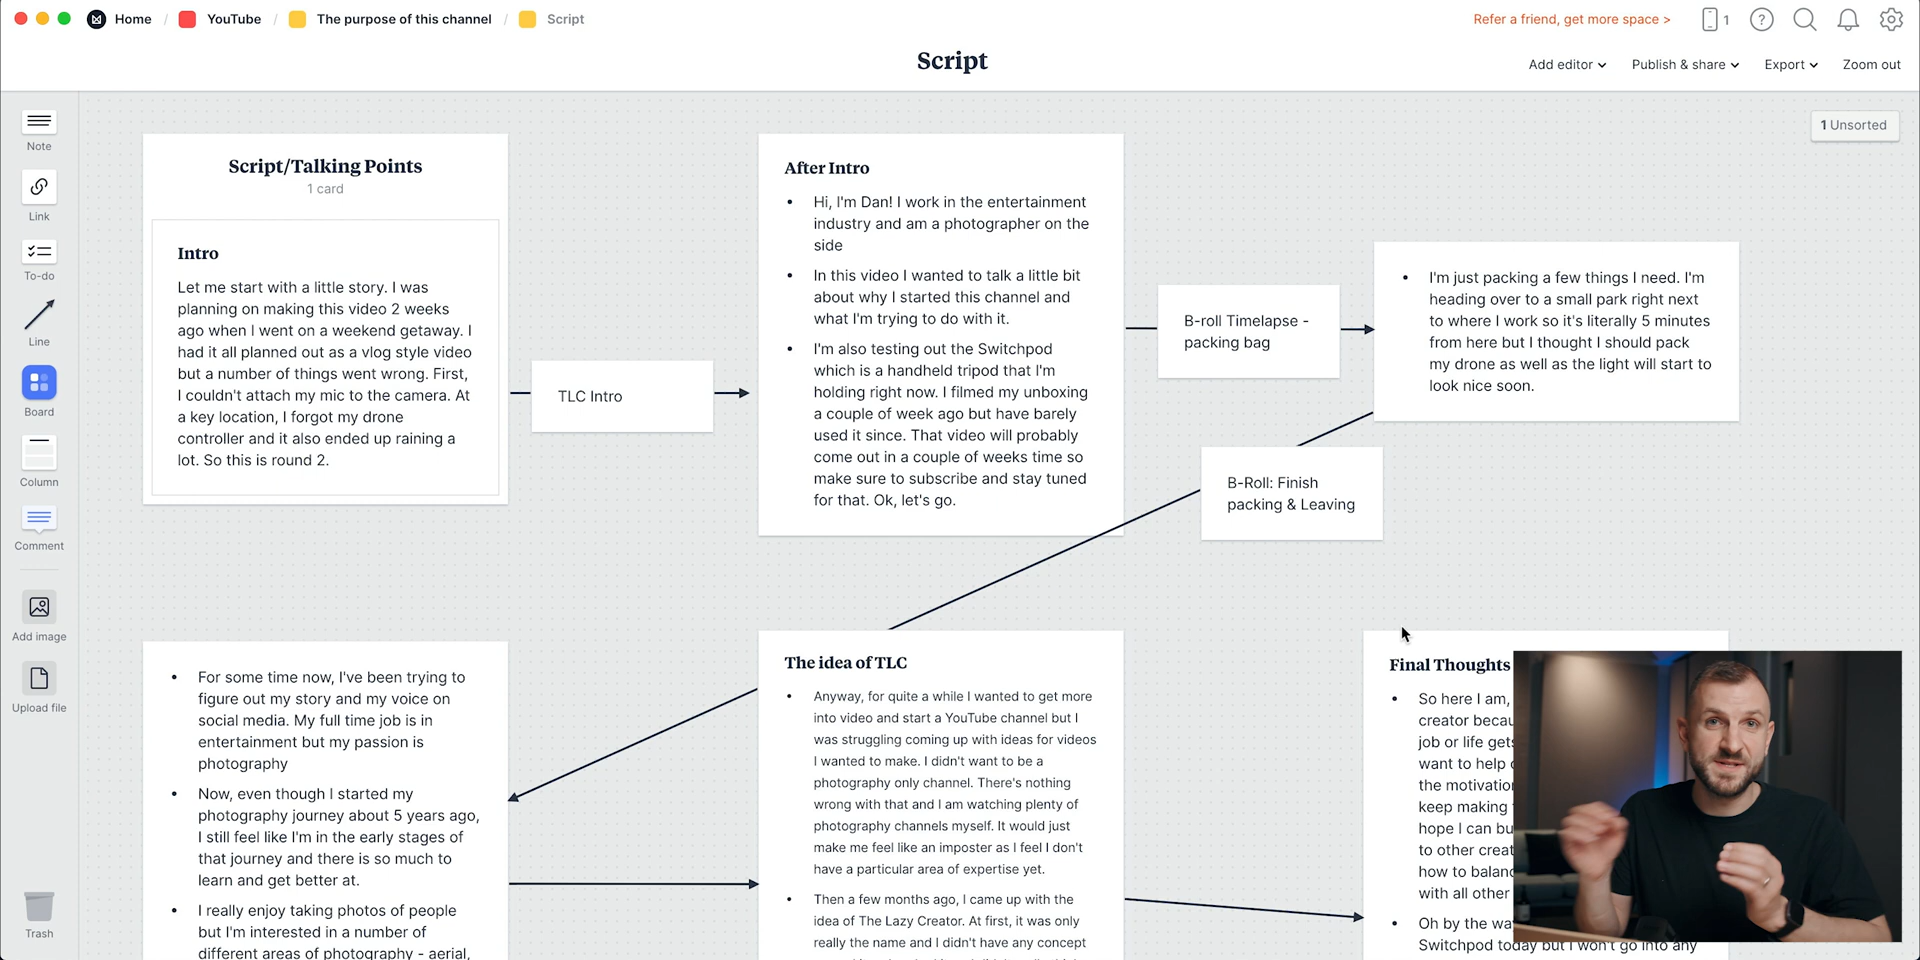 Home / YouTube / The purpose of this channel / Script
Refer a friend, get more space >
1
Script
Add editor
Publish & share
Export
Zoom out
1 Unsorted
Note
Link
To-do
Line
Board
Column
Comment
Add image
Upload file
Trash
Script/Talking Points
1 card
Intro
Let me start with a little story. I was
planning on making this video 2 weeks
ago when I went on a weekend getaway. I
had it all planned out as a vlog style video
but a number of things went wrong. First,
I couldn't attach my mic to the camera. At
a key location, I forgot my drone
controller and it also ended up raining a
lot. So this is round 2.
TLC Intro
After Intro
• Hi, I'm Dan! I work in the entertainment
industry and am a photographer on the
side
• In this video I wanted to talk a little bit
about why I started this channel and
what I'm trying to do with it.
• I'm also testing out the Switchpod
which is a handheld tripod that I'm
holding right now. I filmed my unboxing
a couple of week ago but have barely
used it since. That video will probably
come out in a couple of weeks time so
make sure to subscribe and stay tuned
for that. Ok, let's go.
B-roll Timelapse -
packing bag
• I'm just packing a few things I need. I'm
heading over to a small park right next
to where I work so it's literally 5 minutes
from here but I thought I should pack
my drone as well as the light will start to
look nice soon.
B-Roll: Finish
packing & Leaving
• For some time now, I've been trying to
figure out my story and my voice on
social media. My full time job is in
entertainment but my passion is
photography
• Now, even though I started my
photography journey about 5 years ago,
I still feel like I'm in the early stages of
that journey and there is so much to
learn and get better at.
• I really enjoy taking photos of people
but I'm interested in a number of
different areas of photography - aerial,
The idea of TLC
• Anyway, for quite a while I wanted to get more
into video and start a YouTube channel but I
was struggling coming up with ideas for videos
I wanted to make. I didn't want to be a
photography only channel. There's nothing
wrong with that and I am watching plenty of
photography channels myself. It would just
make me feel like an imposter as I feel I don't
have a particular area of expertise yet.
• Then a few months ago, I came up with the
idea of The Lazy Creator. At first, it was only
really the name and I didn't have any concept
Final Thoughts
• So here I am,
creator
job or life
want to help
the
keep making
hope I can
to other
how to
with all other
• Oh by the
Switchpod today but I won't go into any